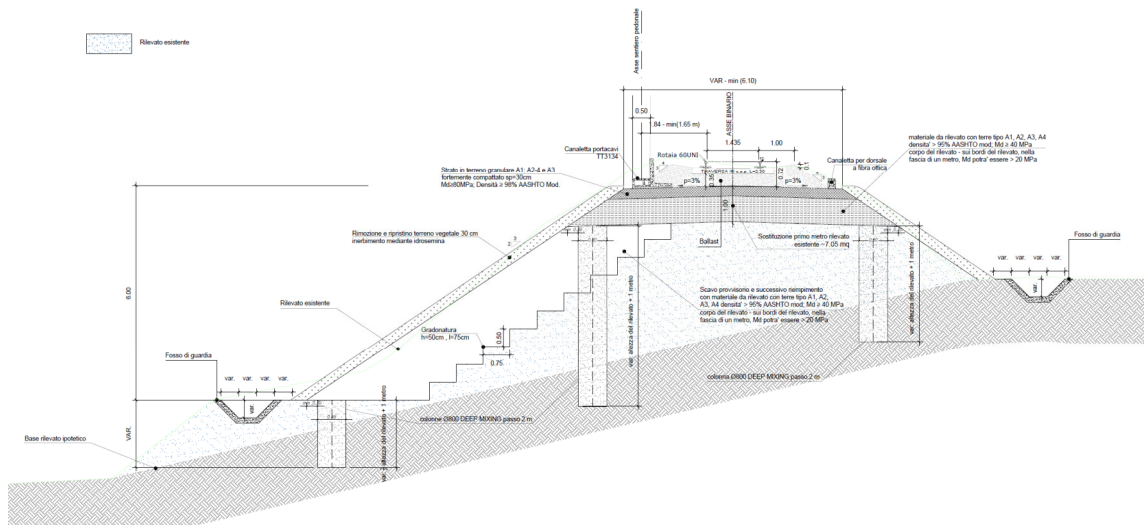 Rilevato esistente
Asse sentiero pedonale
VAR - min (6.10)
0.50
1.84 - min(1.65 m)
ASSE BINARIO
1.435
1.00
Canaletta portacavi
TT3134
Rotaia 60UNI
Canaletta per dorsale
a fibra ottica
materiale da rilevato con terre tipo A1, A2, A3, A4
densita' > 95% AASHTO mod; Md ≥ 40 MPa
corpo del rilevato - sui bordi del rilevato, nella
fascia di un metro, Md potra' essere > 20 MPa
Strato in terreno granulare A1, A2-4 e A3
fortemente compattato sp=30cm
Md≥80MPa; Densità ≥ 98% AASHTO Mod.
p=3%
0.35
0.12
0.1
p=3%
1.00
Rimozione e ripristino terreno vegetale 30 cm
inerbimento mediante idrosemina
Ballast
Sostituzione primo metro rilevato
esistente ~7.05 mq
Fosso di guardia
var. var. var. var.
var.
6.00
Rilevato esistente
Scavo provvisorio e successivo riempimento
con materiale da rilevato con terre tipo A1, A2,
A3, A4 densita' > 95% AASHTO mod; Md ≥ 40 MPa
corpo del rilevato - sui bordi del rilevato, nella
fascia di un metro, Md potra' essere > 20 MPa
var. altezza del rilevato + 1 metro
var. altezza del rilevato + 1 metro
Gradonatura
h=50cm , l=75cm
0.50
0.75
Fosso di guardia
var. var. var. var.
var.
colonna Ø800 DEEP MIXING passo 2 m
colonne Ø800 DEEP MIXING passo 2 m
VAR.
Base rilevato ipotetico
var. altezza del rilevato + 1 metro